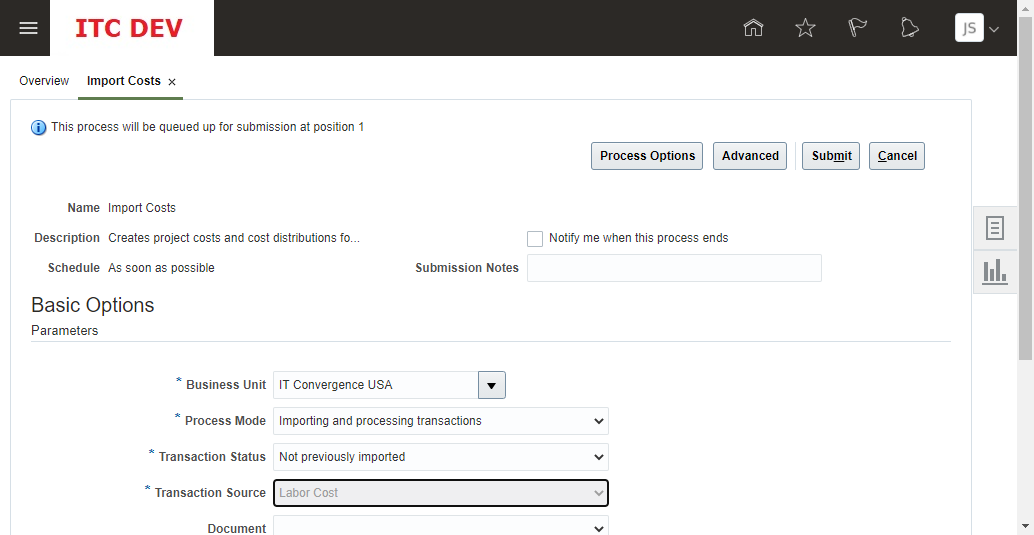 ITC DEV
JS
Overview
Import Costs ×
This process will be queued up for submission at position 1
Process Options
Advanced
Submit
Cancel
Name Import Costs
Description Creates project costs and cost distributions fo...
Notify me when this process ends
Schedule As soon as possible
Submission Notes
Basic Options
Parameters
* Business Unit IT Convergence USA
* Process Mode Importing and processing transactions
* Transaction Status Not previously imported
* Transaction Source Labor Cost
Document